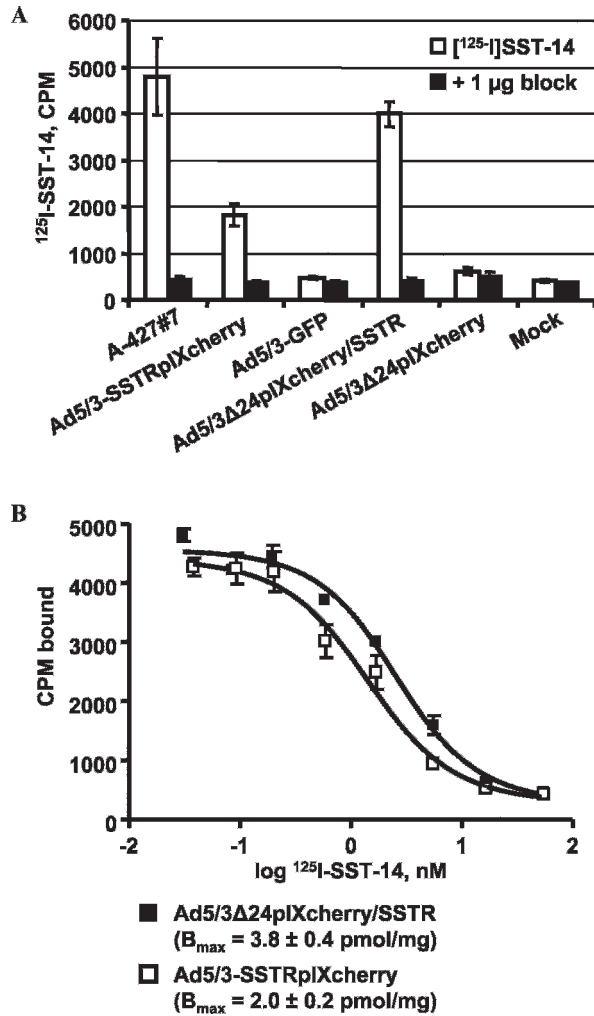 A
¹²⁵I-SST-14, CPM
6000
5000
4000
3000
2000
1000
0
[¹²⁵⁻I]SST-14
+ 1 µg block
A-427#7
Ad5/3-SSTRpIXcherry
Ad5/3-GFP
Ad5/3Δ24pIXcherry/SSTR
Ad5/3Δ24pIXcherry
Mock
B
CPM bound
5000
4000
3000
2000
1000
0
-2
-1
0
1
2
log ¹²⁵I-SST-14, nM
Ad5/3Δ24pIXcherry/SSTR
(Bmax = 3.8 ± 0.4 pmol/mg)
Ad5/3-SSTRpIXcherry
(Bmax = 2.0 ± 0.2 pmol/mg)